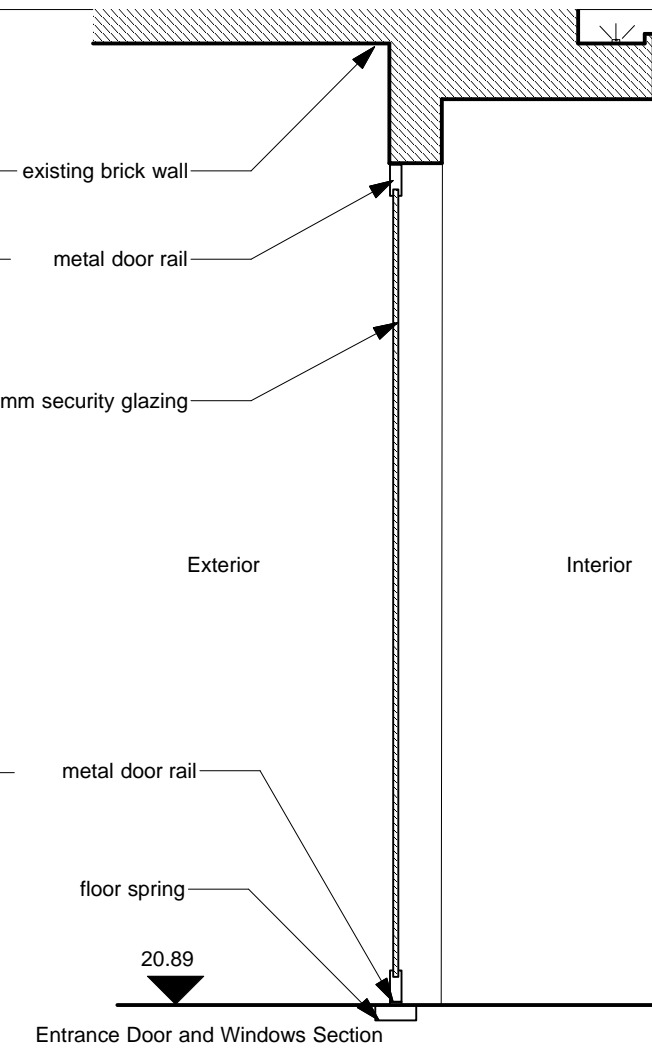 existing brick wall
metal door rail
mm security glazing
Exterior
Interior
metal door rail
floor spring
20.89
Entrance Door and Windows Section